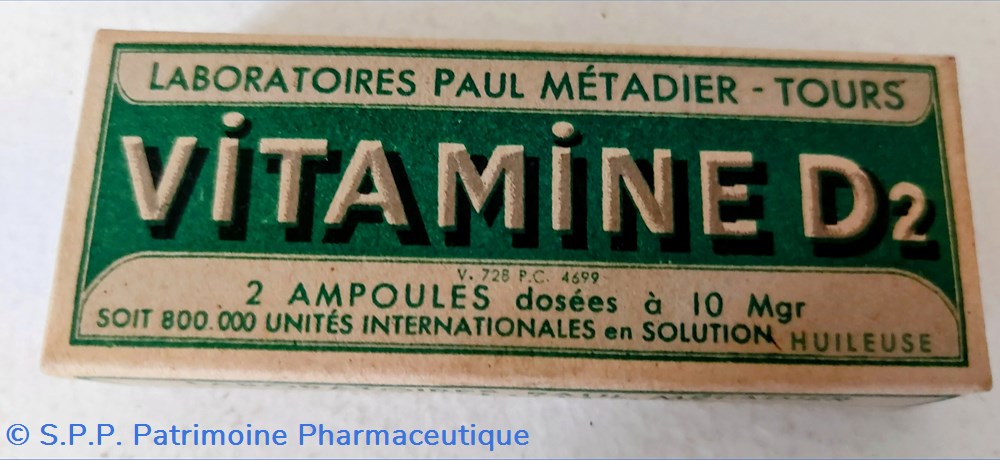 LABORATOIRES PAUL MÉTADIER - TOURS
ViTAMiNE D2
V. 728 P.C. 4699
2 AMPOULES dosées à 10 Mgr
SOIT 800.000 UNITÉS INTERNATIONALES en SOLUTION HUILEUSE
© S.P.P. Patrimoine Pharmaceutique